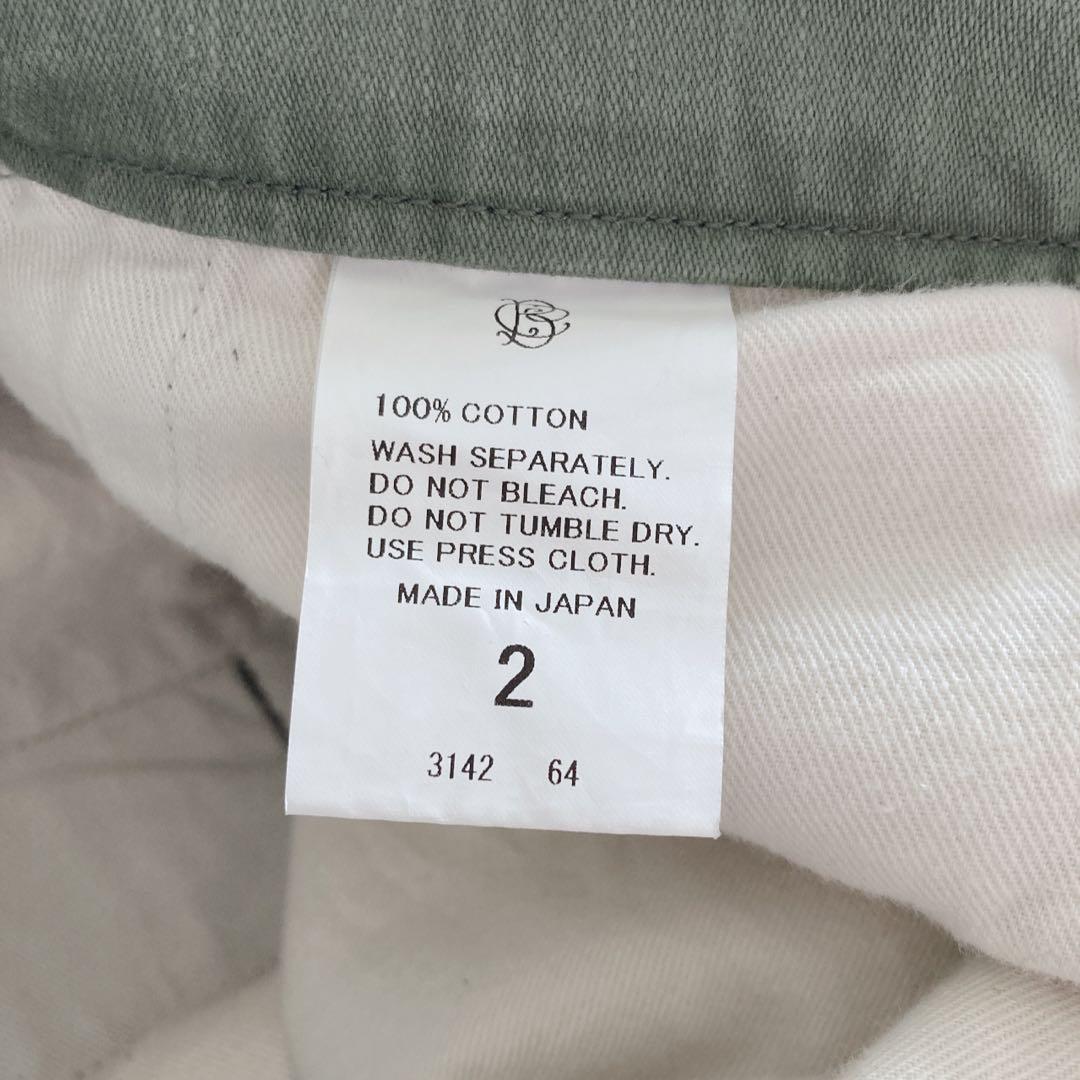 100% COTTON
WASH SEPARATELY.
DO NOT BLEACH.
DO NOT TUMBLE DRY.
USE PRESS CLOTH.
MADE IN JAPAN
2
3142 64